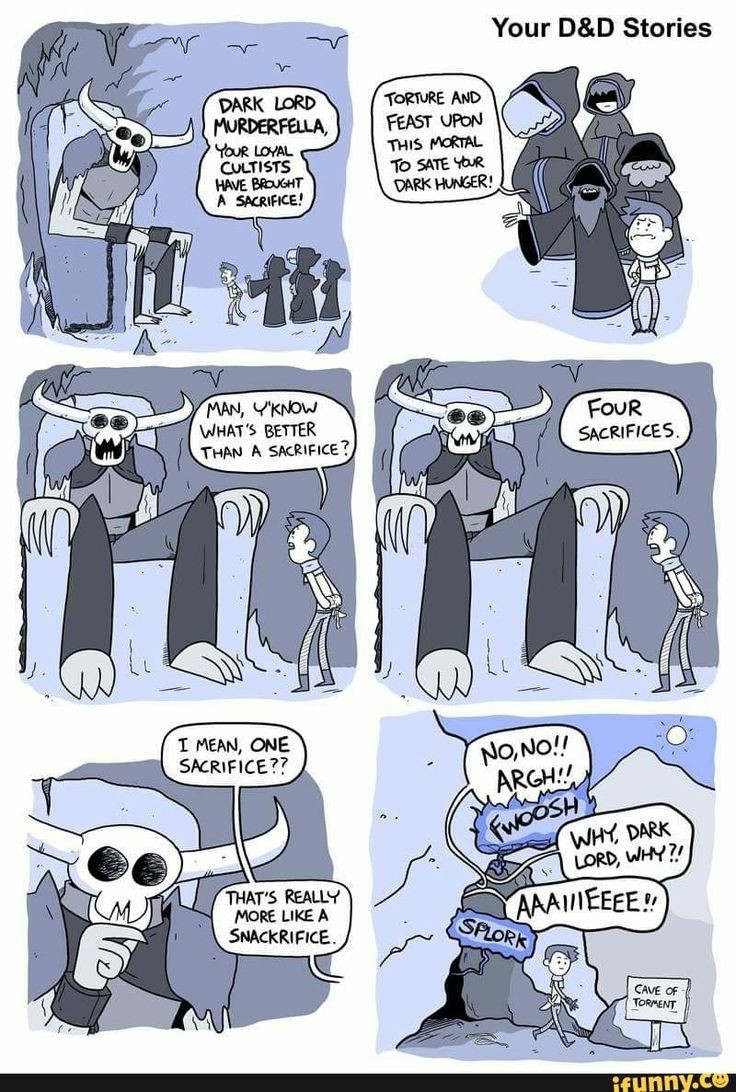 Your D&D Stories
DARK LORD
MURDERFELLA,
YOUR LOYAL
CULTISTS
HAVE BROUGHT
A SACRIFICE!
TORTURE AND
FEAST UPON
THIS MORTAL
TO SATE YOUR
DARK HUNGER!
MAN, Y'KNOW
WHAT'S BETTER
THAN A SACRIFICE?
FOUR
SACRIFICES.
I MEAN, ONE
SACRIFICE??
THAT'S REALLY
MORE LIKE A
SNACKRIFICE.
NO, NO!!
ARGH!!
FWOOSH
WHY, DARK
LORD, WHY?!
AAAIIIEEEE!!
SPLORK
CAVE OF
TORMENT
ifunny.co